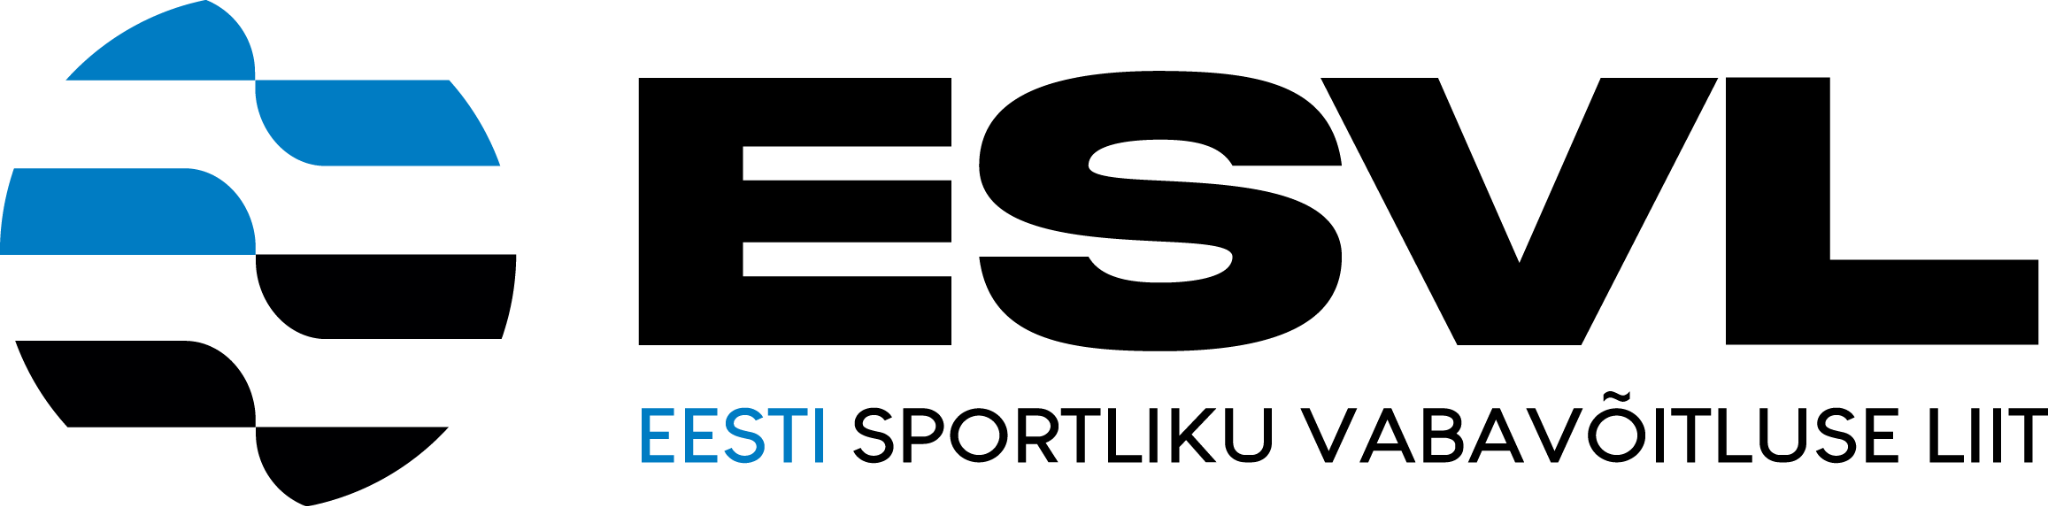 ESVL
EESTI SPORTLIKU VABAVÕITLUSE LIIT